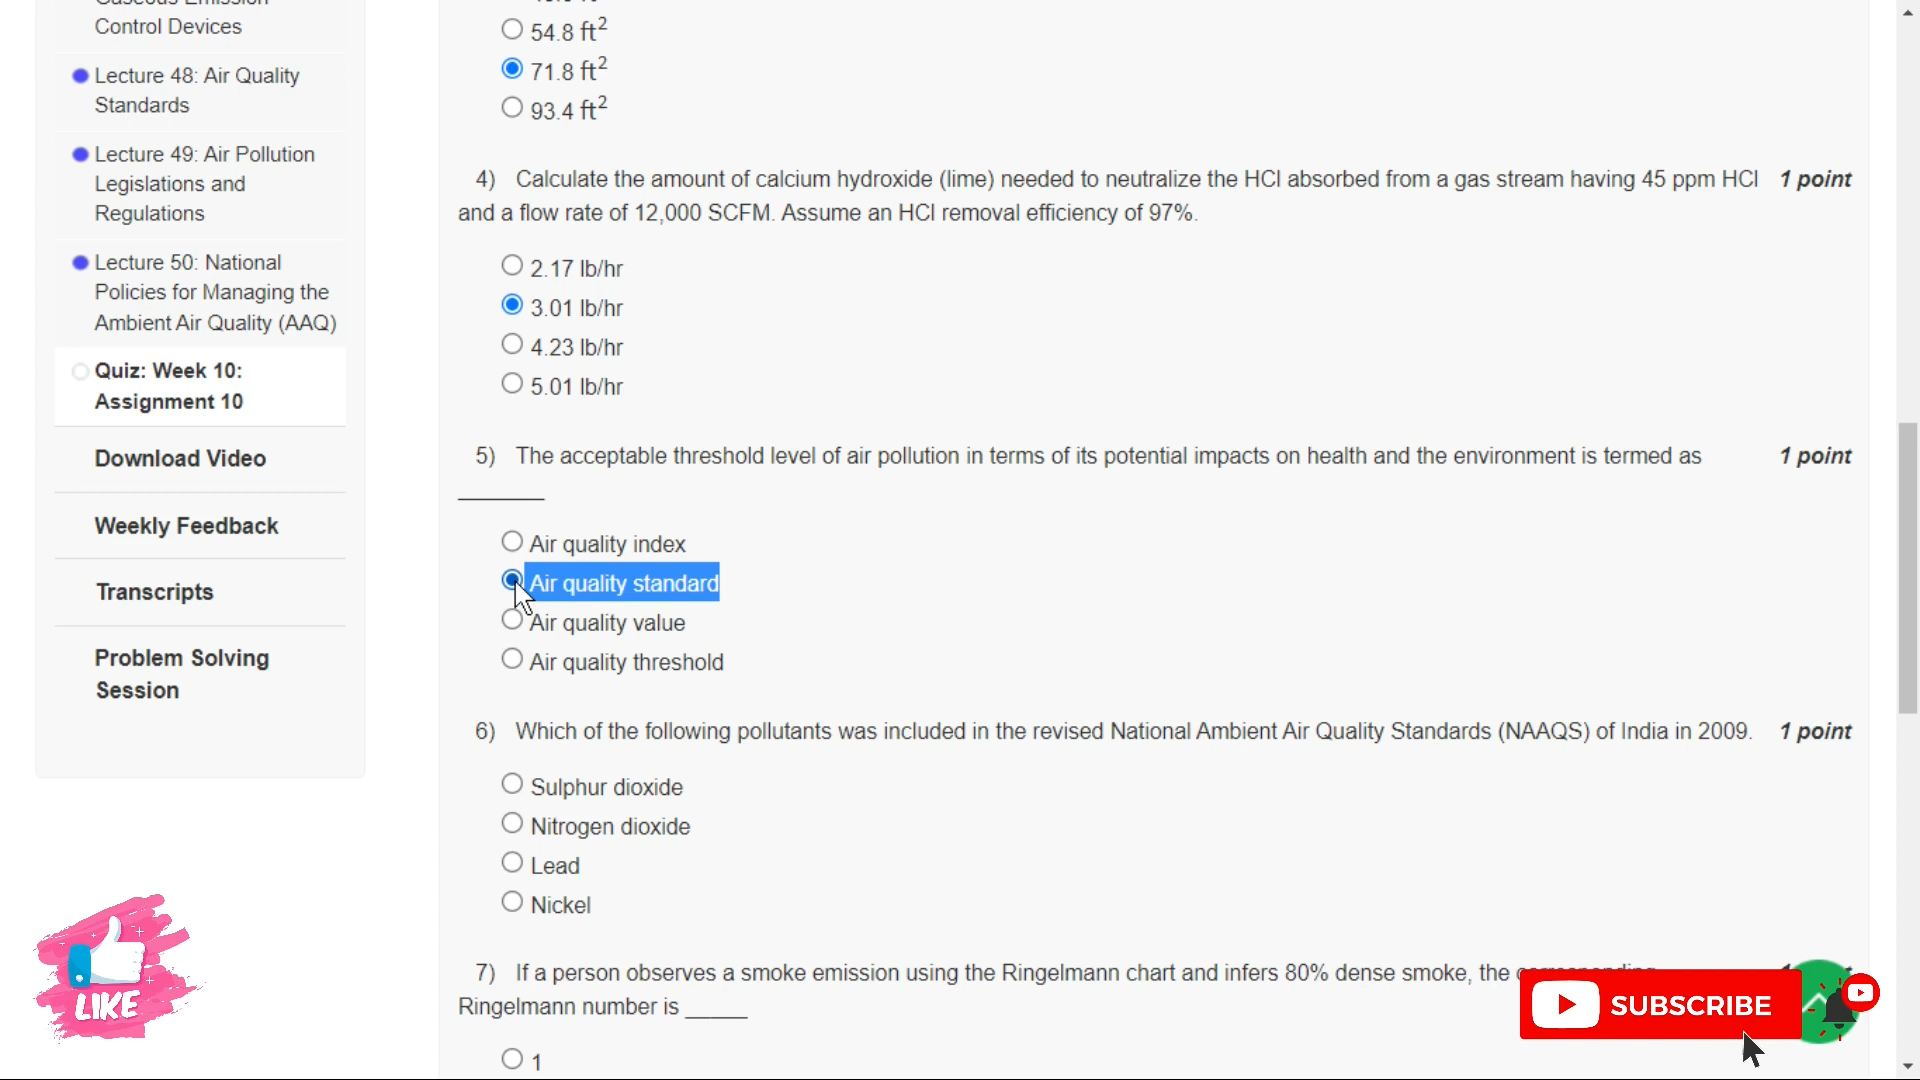 Control Devices
Lecture 48: Air Quality
Standards
Lecture 49: Air Pollution
Legislations and
Regulations
Lecture 50: National
Policies for Managing the
Ambient Air Quality (AAQ)
Quiz: Week 10:
Assignment 10
Download Video
Weekly Feedback
Transcripts
Problem Solving
Session
54.8 ft²
71.8 ft²
93.4 ft²
4) Calculate the amount of calcium hydroxide (lime) needed to neutralize the HCl absorbed from a gas stream having 45 ppm HCl 1 point
and a flow rate of 12,000 SCFM. Assume an HCl removal efficiency of 97%.
2.17 lb/hr
3.01 lb/hr
4.23 lb/hr
5.01 lb/hr
5) The acceptable threshold level of air pollution in terms of its potential impacts on health and the environment is termed as 1 point
_______
Air quality index
Air quality standard
Air quality value
Air quality threshold
6) Which of the following pollutants was included in the revised National Ambient Air Quality Standards (NAAQS) of India in 2009. 1 point
Sulphur dioxide
Nitrogen dioxide
Lead
Nickel
7) If a person observes a smoke emission using the Ringelmann chart and infers 80% dense smoke, the
Ringelmann number is _____
1
LIKE
SUBSCRIBE